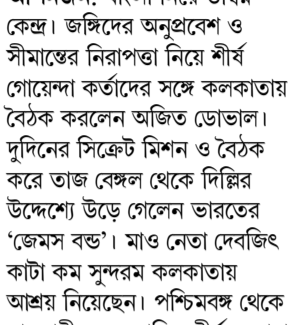 কেন্দ্র। জঙ্গিদের অনুপ্রবেশ ও
সীমান্তের নিরাপত্তা নিয়ে শীর্ষ
গোয়েন্দা কর্তাদের সঙ্গে কলকাতায়
বৈঠক করলেন অজিত ডোভাল।
দুদিনের সিক্রেট মিশন ও বৈঠক
করে তাজ বেঙ্গল থেকে দিল্লির
উদ্দেশ্যে উড়ে গেলেন ভারতের
‘জেমস বন্ড’। মাও নেতা দেবজিৎ
কাটা কম সুন্দরম কলকাতায়
আশ্রয় নিয়েছেন। পশ্চিমবঙ্গ থেকে